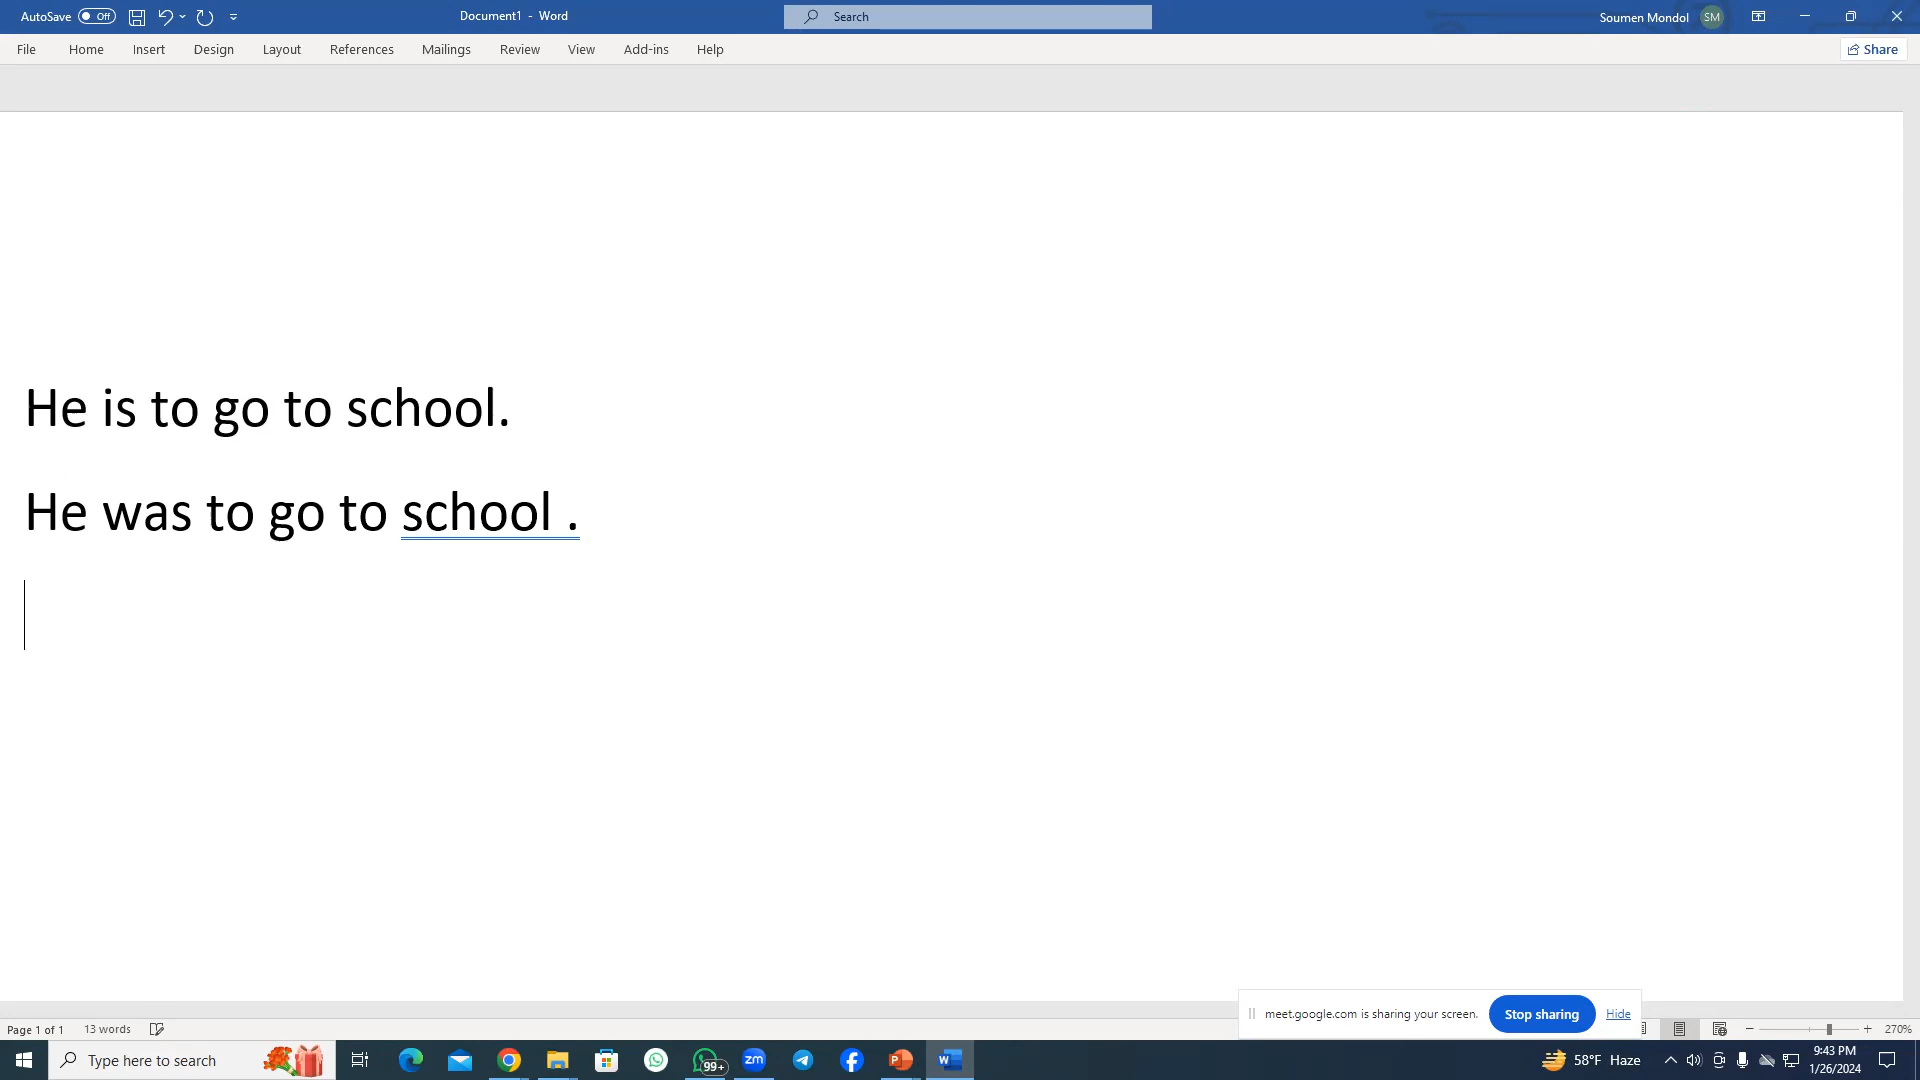 AutoSave Off Document1 - Word Search Soumen Mondol SM
File Home Insert Design Layout References Mailings Review View Add-ins Help Share
He is to go to school.
He was to go to school .
meet.google.com is sharing your screen. Stop sharing Hide
Page 1 of 1 13 words 270%
Type here to search 99+ zm P W 58°F Haze 9:43 PM
1/26/2024